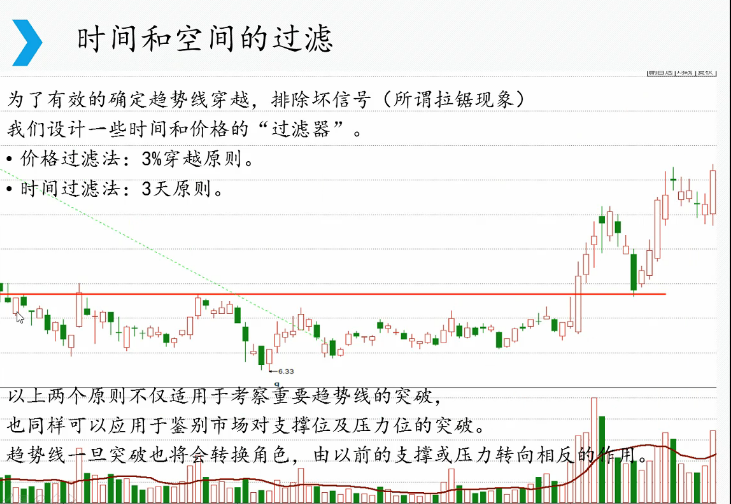 时间和空间的过滤
为了有效的确定趋势线穿越，排除坏信号（所谓拉锯现象）
我们设计一些时间和价格的“过滤器”。
• 价格过滤法：3%穿越原则。
• 时间过滤法：3天原则。
6.33
以上两个原则不仅适用于考察重要趋势线的突破，
也同样可以应用于鉴别市场对支撑位及压力位的突破。
趋势线一旦突破也将会转换角色，由以前的支撑或压力转向相反的作用。